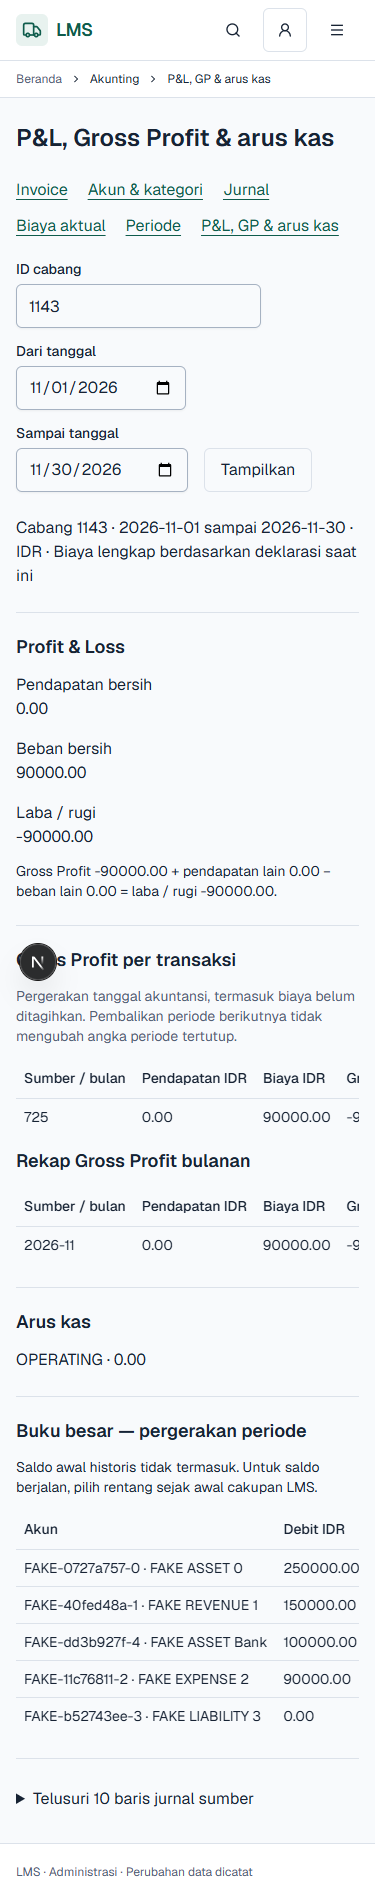 LMS
Beranda > Akunting > P&L, GP & arus kas
P&L, Gross Profit & arus kas
Invoice Akun & kategori Jurnal
Biaya aktual Periode P&L, GP & arus kas
ID cabang
1143
Dari tanggal
11/01/2026
Sampai tanggal
11/30/2026 Tampilkan
Cabang 1143 · 2026-11-01 sampai 2026-11-30 ·
IDR · Biaya lengkap berdasarkan deklarasi saat
ini
Profit & Loss
Pendapatan bersih
0.00
Beban bersih
90000.00
Laba / rugi
-90000.00
Gross Profit -90000.00 + pendapatan lain 0.00 −
beban lain 0.00 = laba / rugi -90000.00.
N
Profit per transaksi
Pergerakan tanggal akuntansi, termasuk biaya belum
ditagihkan. Pembalikan periode berikutnya tidak
mengubah angka periode tertutup.
Sumber / bulan Pendapatan IDR Biaya IDR
725 0.00 90000.00 -9
Rekap Gross Profit bulanan
Sumber / bulan Pendapatan IDR Biaya IDR
2026-11 0.00 90000.00 -9
Arus kas
OPERATING · 0.00
Buku besar — pergerakan periode
Saldo awal historis tidak termasuk. Untuk saldo
berjalan, pilih rentang sejak awal cakupan LMS.
Akun Debit IDR
FAKE-0727a757-0 · FAKE ASSET 0 250000.00
FAKE-40fed48a-1 · FAKE REVENUE 1 150000.00
FAKE-dd3b927f-4 · FAKE ASSET Bank 100000.00
FAKE-11c76811-2 · FAKE EXPENSE 2 90000.00
FAKE-b52743ee-3 · FAKE LIABILITY 3 0.00
Telusuri 10 baris jurnal sumber
LMS · Administrasi · Perubahan data dicatat